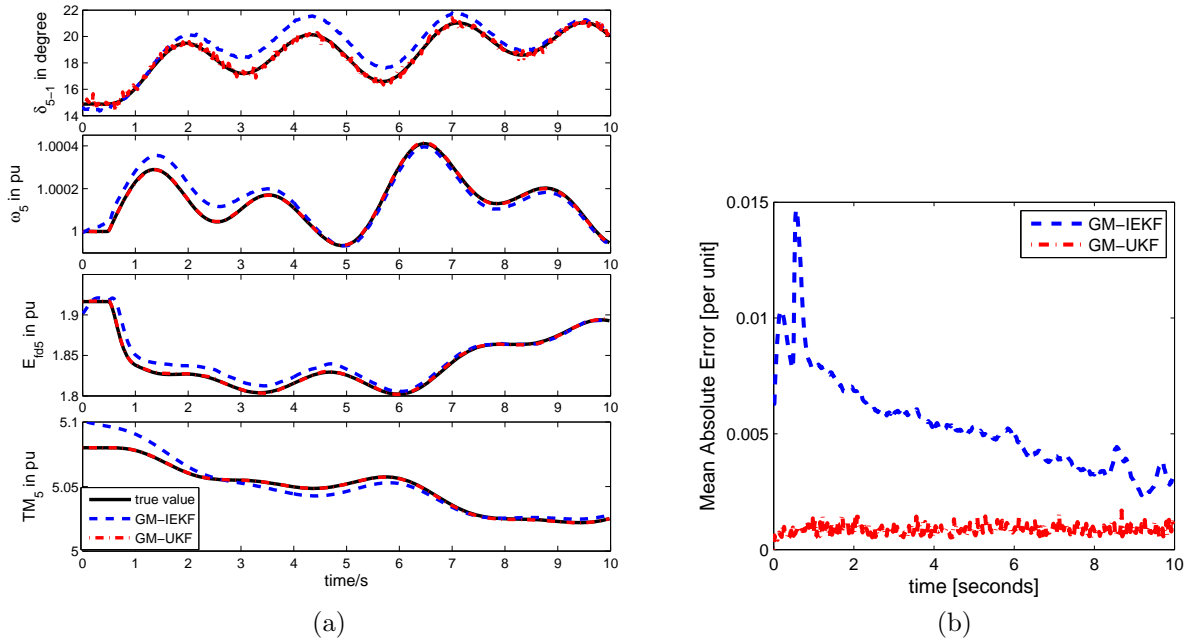 22
20
18
16
14
δ5−1 in degree
0 1 2 3 4 5 6 7 8 9 10
1.0004
1.0002
1
ω5 in pu
0 1 2 3 4 5 6 7 8 9 10
1.9
1.85
1.8
Efd5 in pu
0 1 2 3 4 5 6 7 8 9 10
5.1
5.05
5
TM5 in pu
true value
GM−IEKF
GM−UKF
0 1 2 3 4 5 6 7 8 9 10
time/s
(a)
0.015
0.01
0.005
0
Mean Absolute Error [per unit]
GM−IEKF
GM−UKF
0 2 4 6 8 10
time [seconds]
(b)